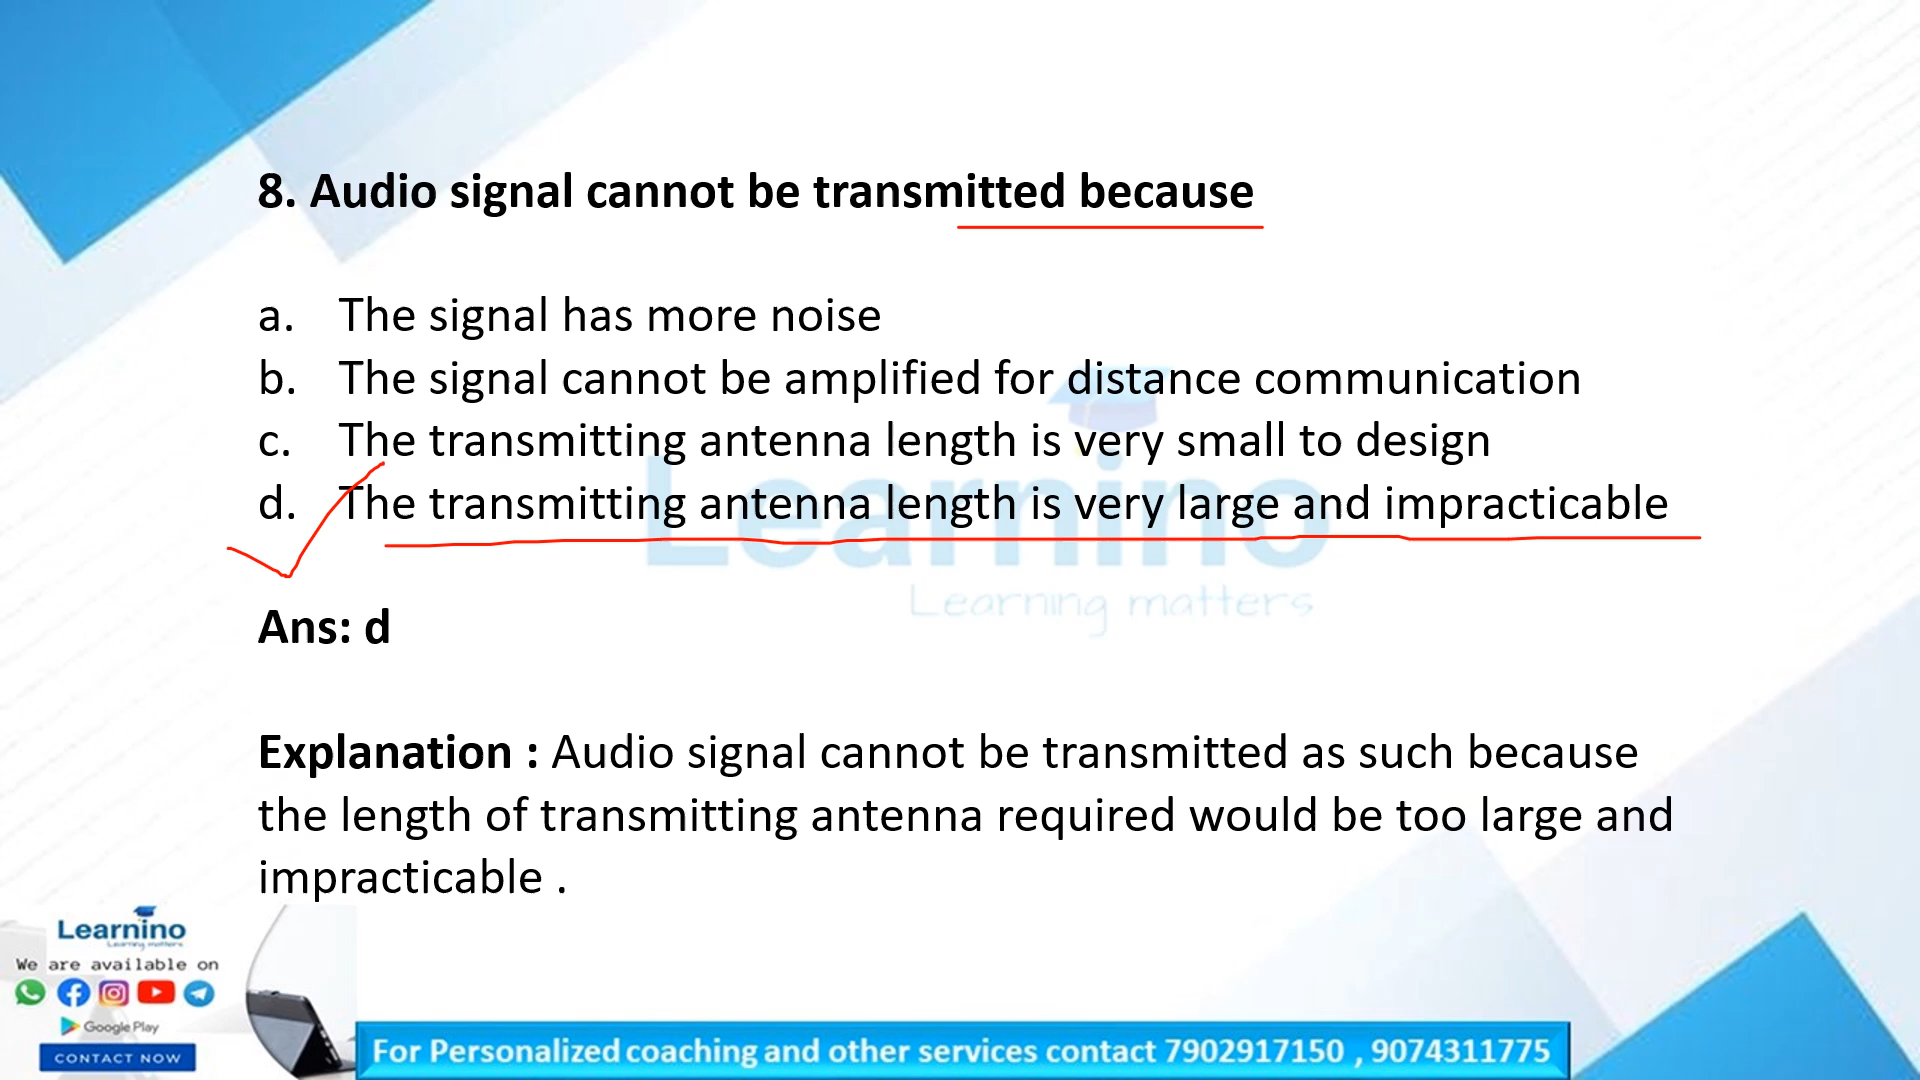 8. Audio signal cannot be transmitted because
a. The signal has more noise
b. The signal cannot be amplified for distance communication
c. The transmitting antenna length is very small to design
d. The transmitting antenna length is very large and impracticable
Learnino
Learning matters
Ans: d
Explanation : Audio signal cannot be transmitted as such because
the length of transmitting antenna required would be too large and
impracticable .
Learnino
Learning matters
We are available on
Google Play
CONTACT NOW
For Personalized coaching and other services contact 7902917150 , 9074311775